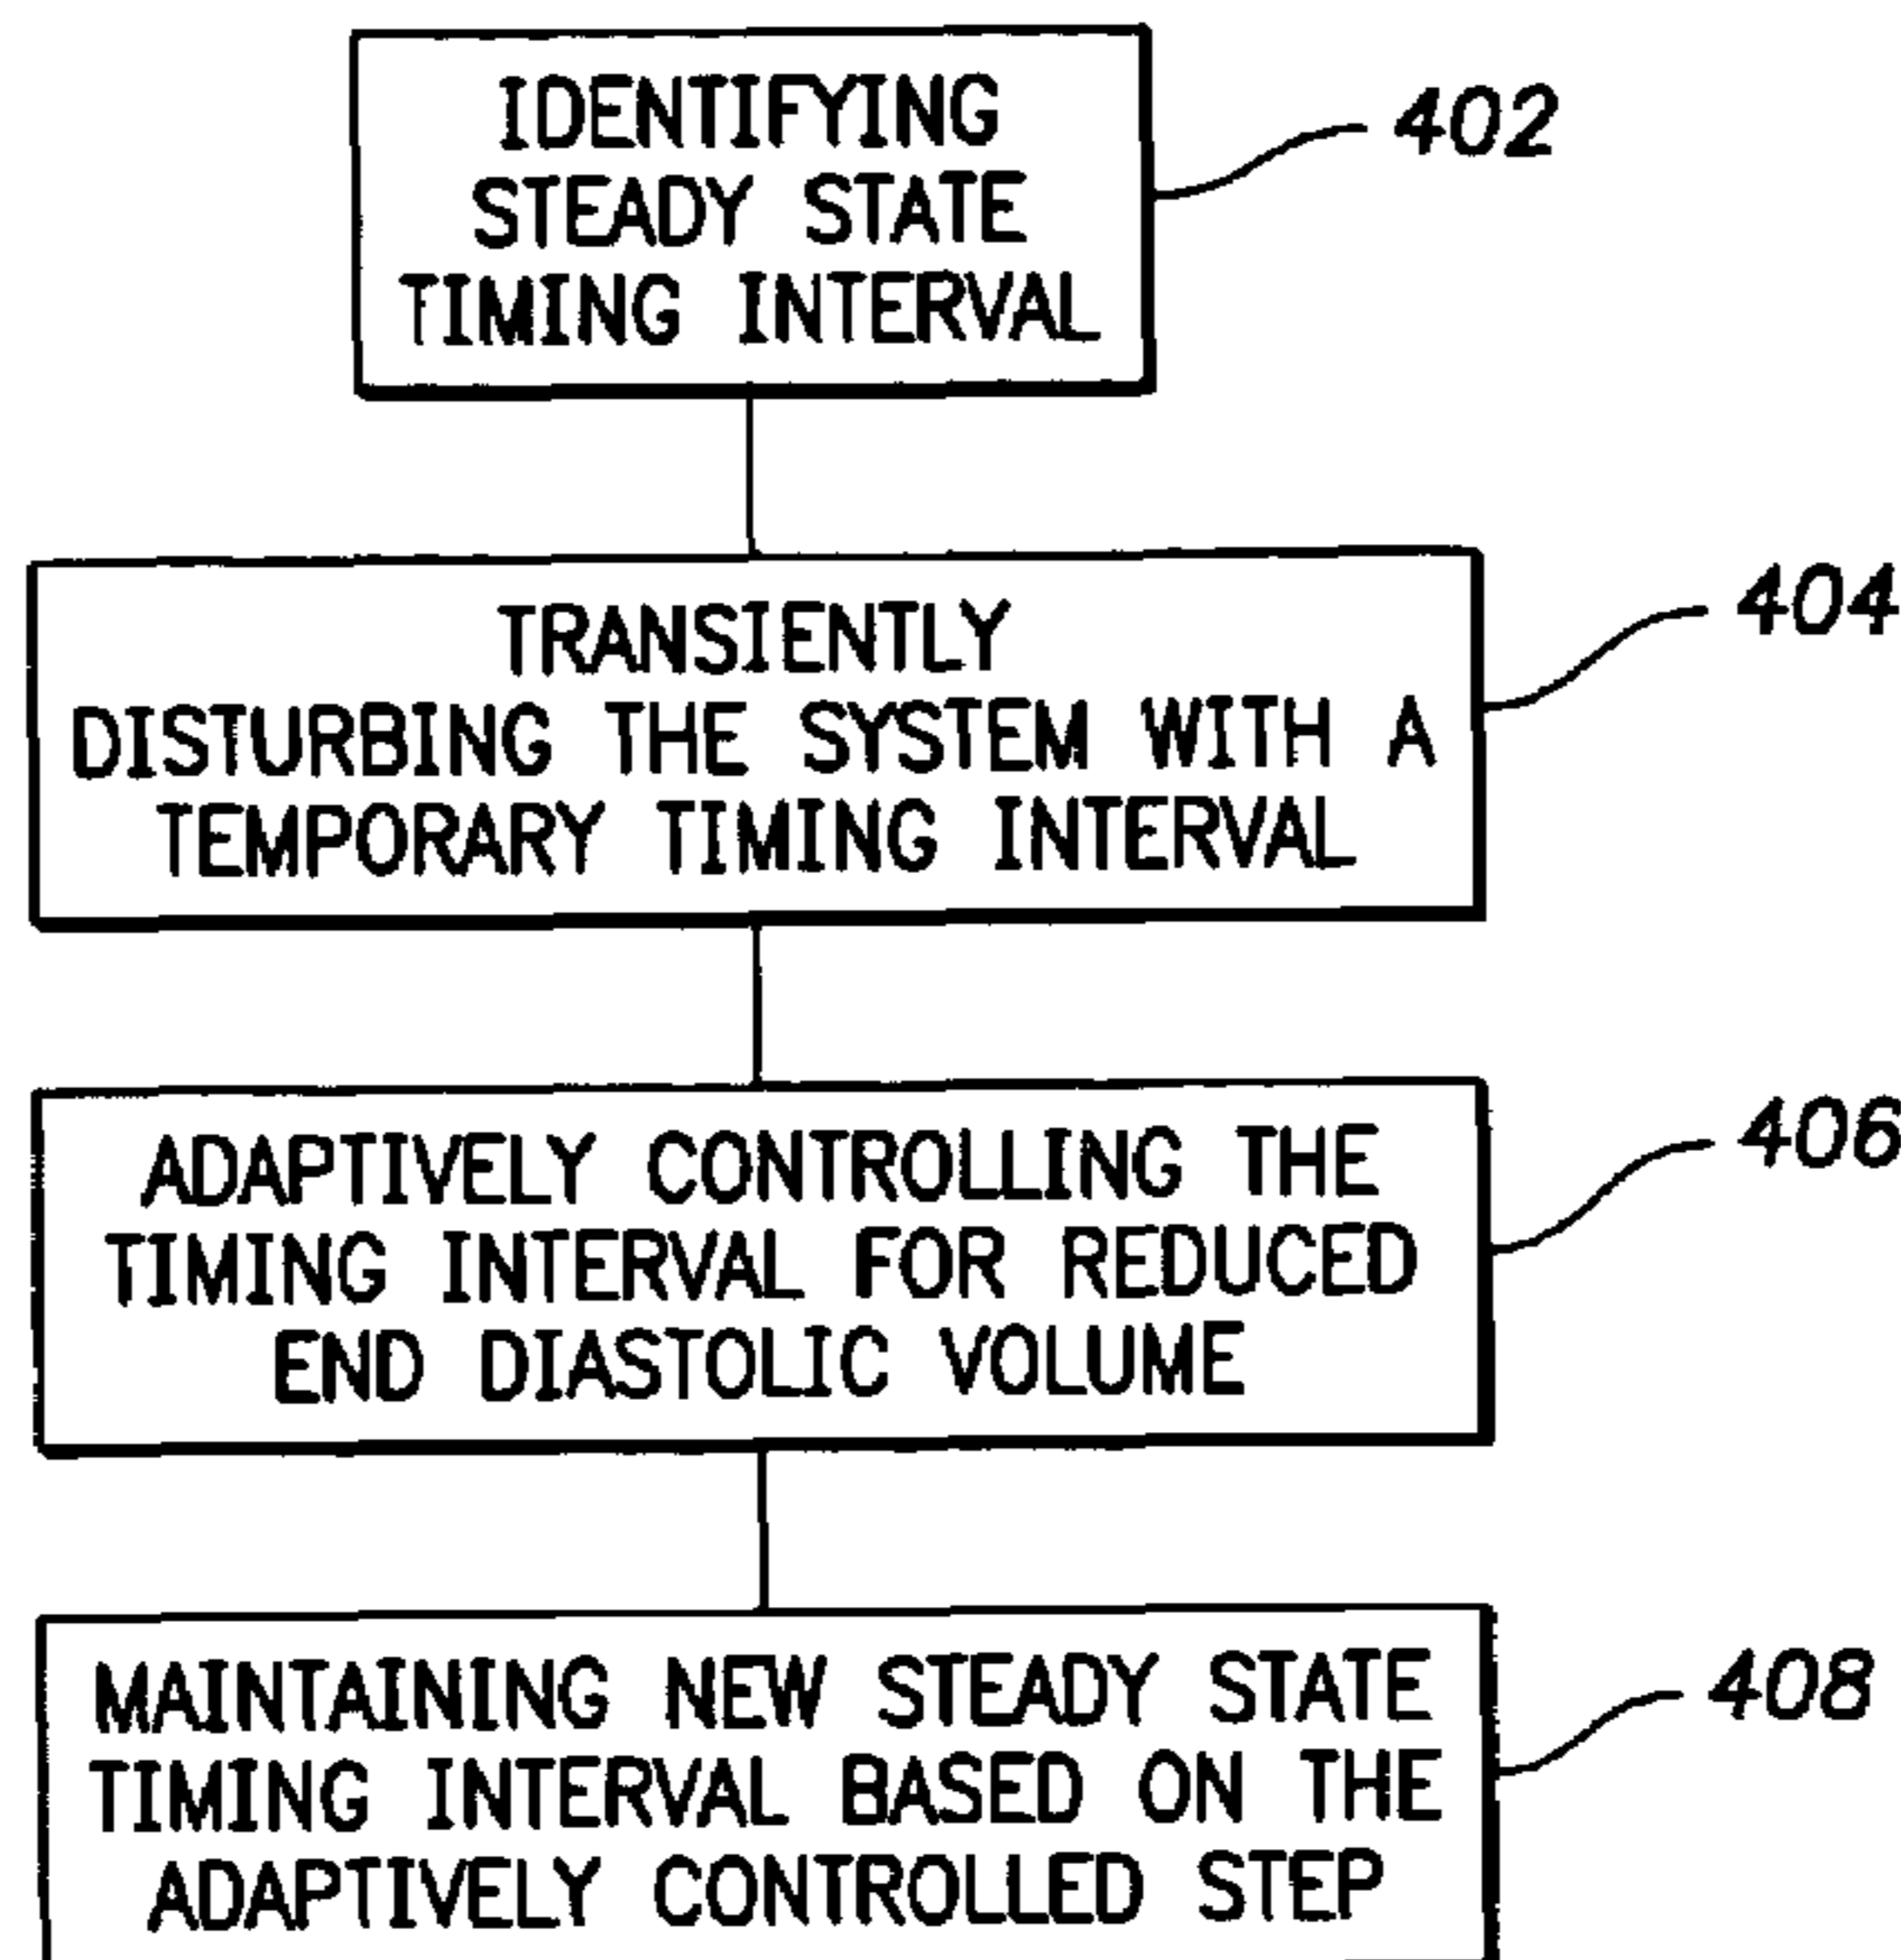 IDENTIFYING
STEADY STATE
TIMING INTERVAL
402
TRANSIENTLY
DISTURBING THE SYSTEM WITH A
TEMPORARY TIMING INTERVAL
404
ADAPTIVELY CONTROLLING THE
TIMING INTERVAL FOR REDUCED
END DIASTOLIC VOLUME
406
MAINTAINING NEW STEADY STATE
TIMING INTERVAL BASED ON THE
ADAPTIVELY CONTROLLED STEP
408